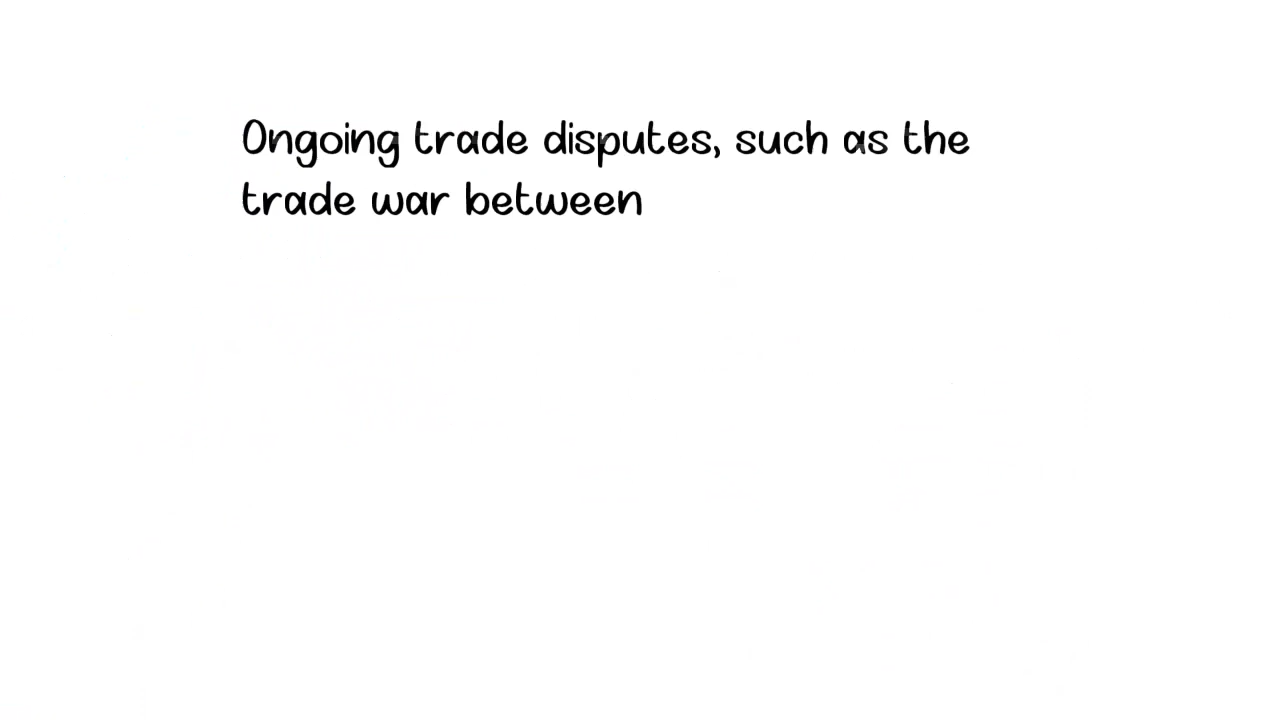 Ongoing trade disputes, such as the
trade war between